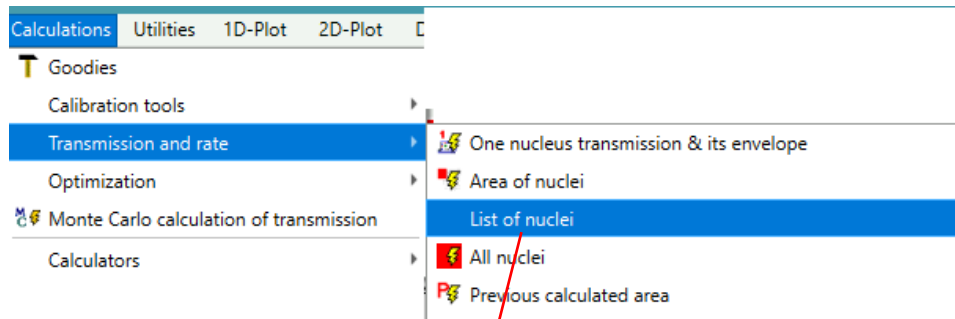 Calculations Utilities 1D-Plot 2D-Plot
Goodies
Calibration tools
Transmission and rate
One nucleus transmission & its envelope
Optimization
Area of nuclei
Monte Carlo calculation of transmission
List of nuclei
Calculators
All nuclei
Previous calculated area